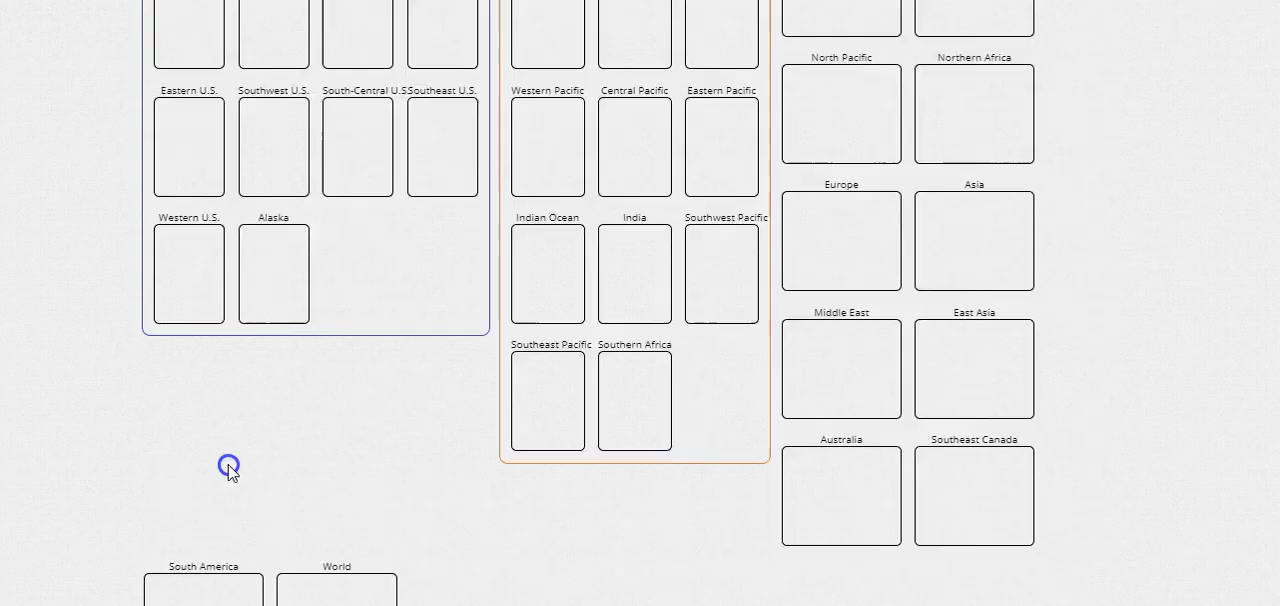 North Pacific Northern Africa
Eastern U.S. Southwest U.S. South-Central U.S. Southeast U.S. Western Pacific Central Pacific Eastern Pacific
Europe Asia
Western U.S. Alaska Indian Ocean India Southwest Pacific
Middle East East Asia
Southeast Pacific Southern Africa
Australia Southeast Canada
South America World